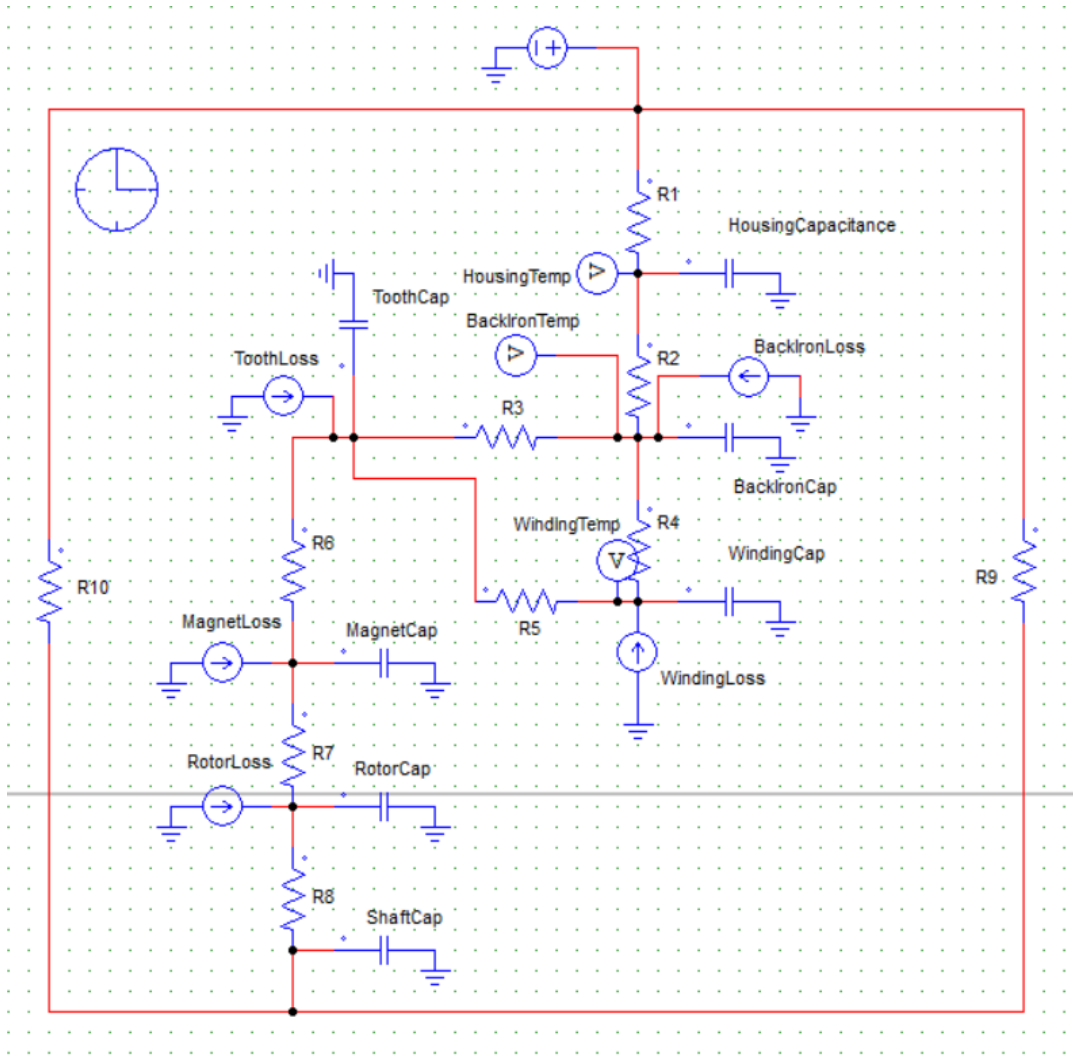 R1
HousingCapacitance
HousingTemp
ToothCap
BackIronTemp
ToothLoss
R2
BackIronLoss
R3
BackIronCap
WindingTemp
R4
R6
WindingCap
R10
R9
R5
MagnetLoss
MagnetCap
WindingLoss
R7
RotorLoss
RotorCap
R8
ShaftCap
V
V
V